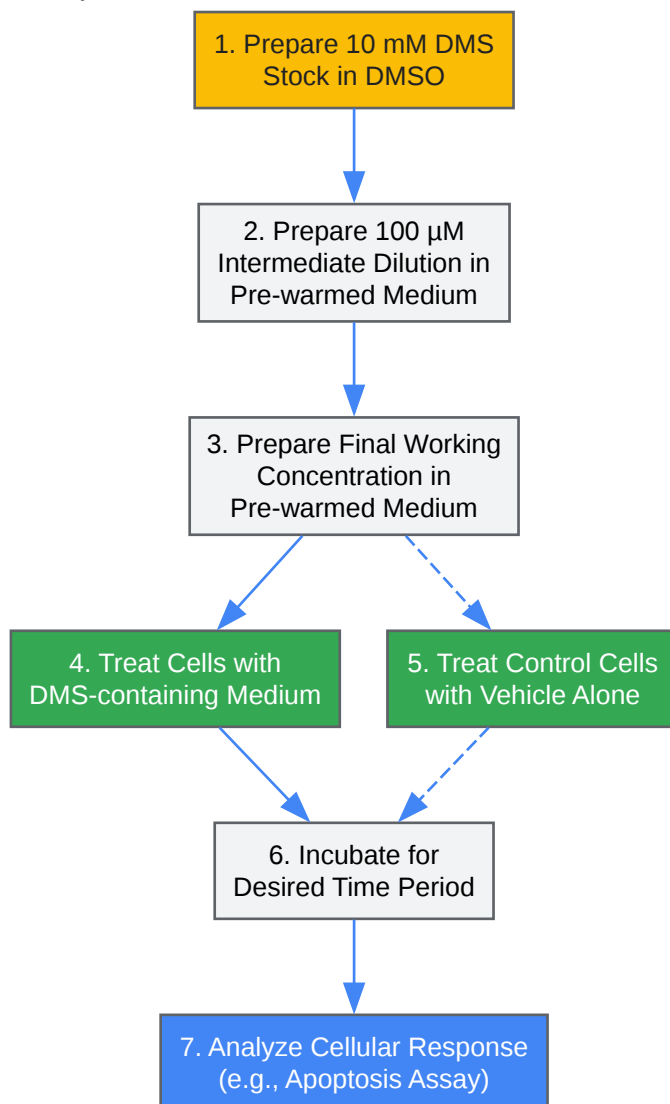 1. Prepare 10 mM DMS
Stock in DMSO
2. Prepare 100 µM
Intermediate Dilution in
Pre-warmed Medium
3. Prepare Final Working
Concentration in
Pre-warmed Medium
4. Treat Cells with
DMS-containing Medium
5. Treat Control Cells
with Vehicle Alone
6. Incubate for
Desired Time Period
7. Analyze Cellular Response
(e.g., Apoptosis Assay)